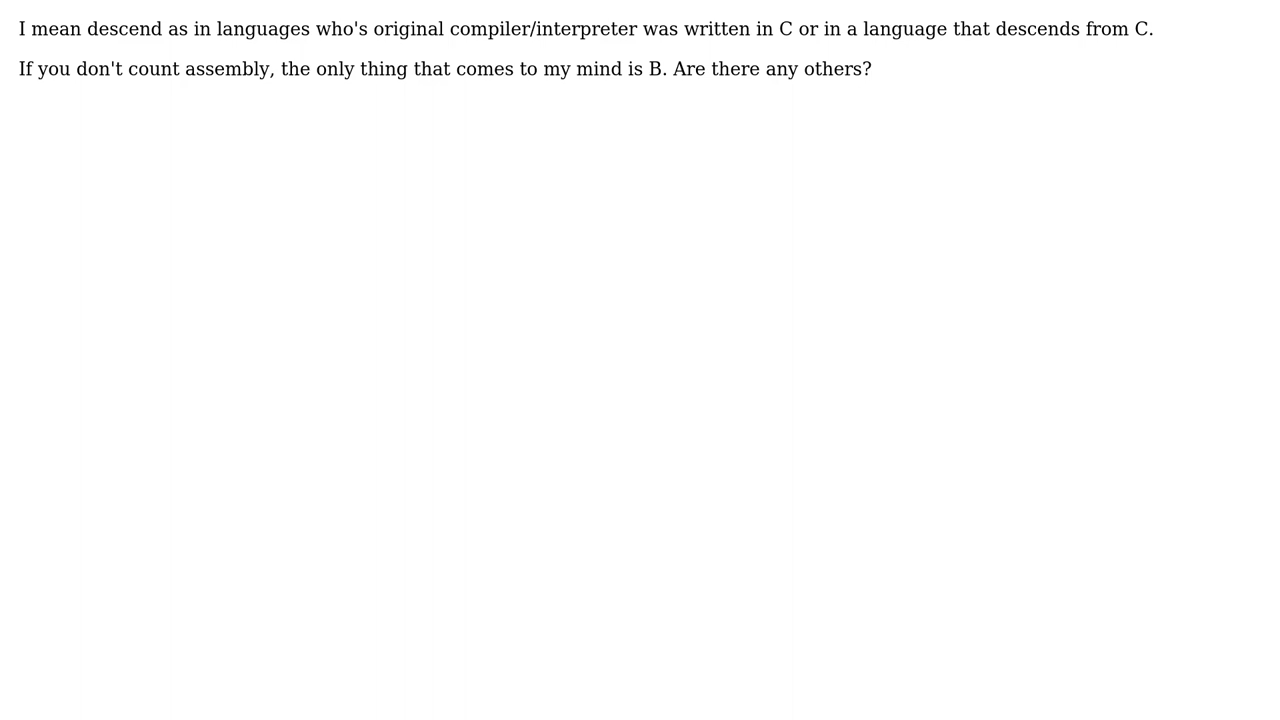 I mean descend as in languages who's original compiler/interpreter was written in C or in a language that descends from C.
If you don't count assembly, the only thing that comes to my mind is B. Are there any others?